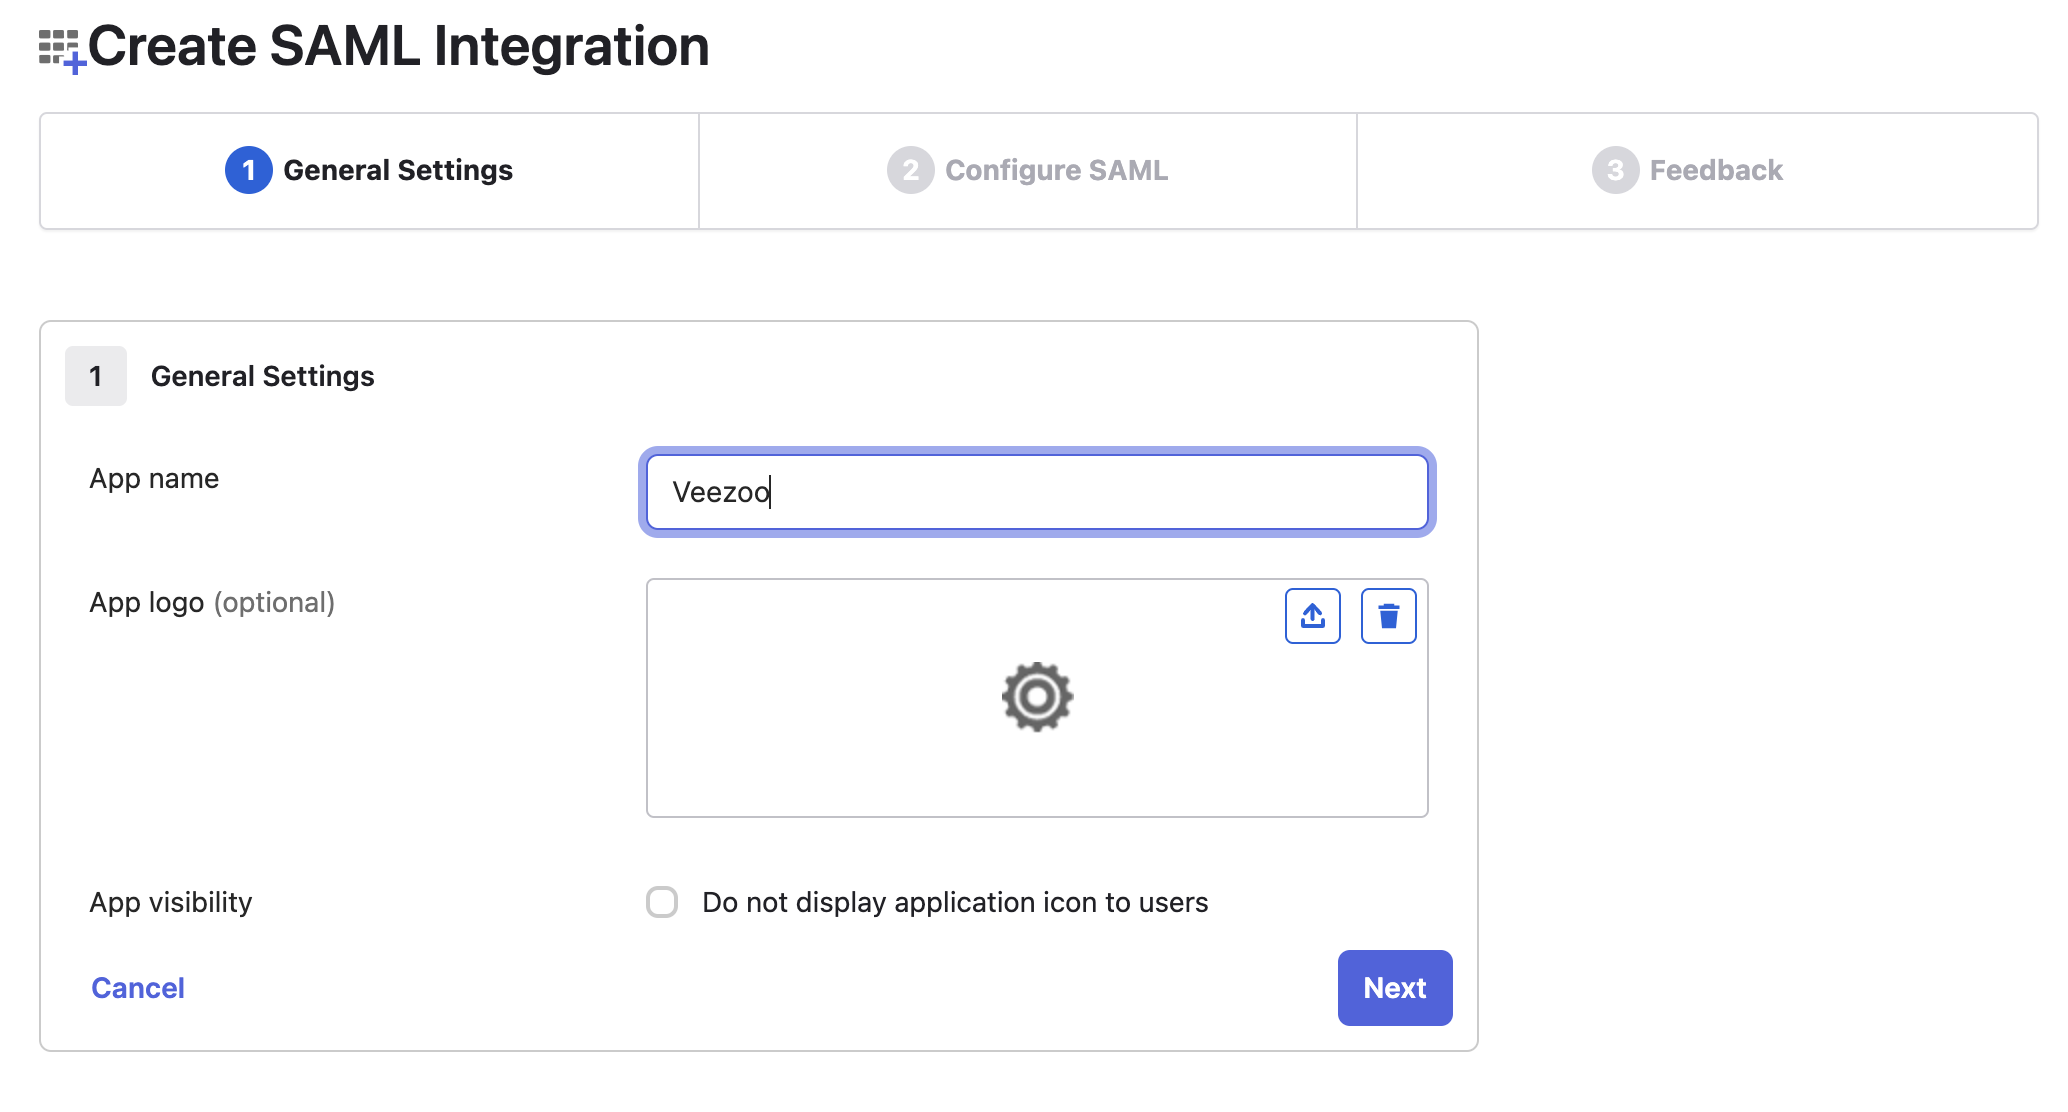 Create SAML Integration
1 General Settings
2 Configure SAML
3 Feedback
1 General Settings
App name
Veezoo
App logo (optional)
App visibility
Do not display application icon to users
Cancel
Next